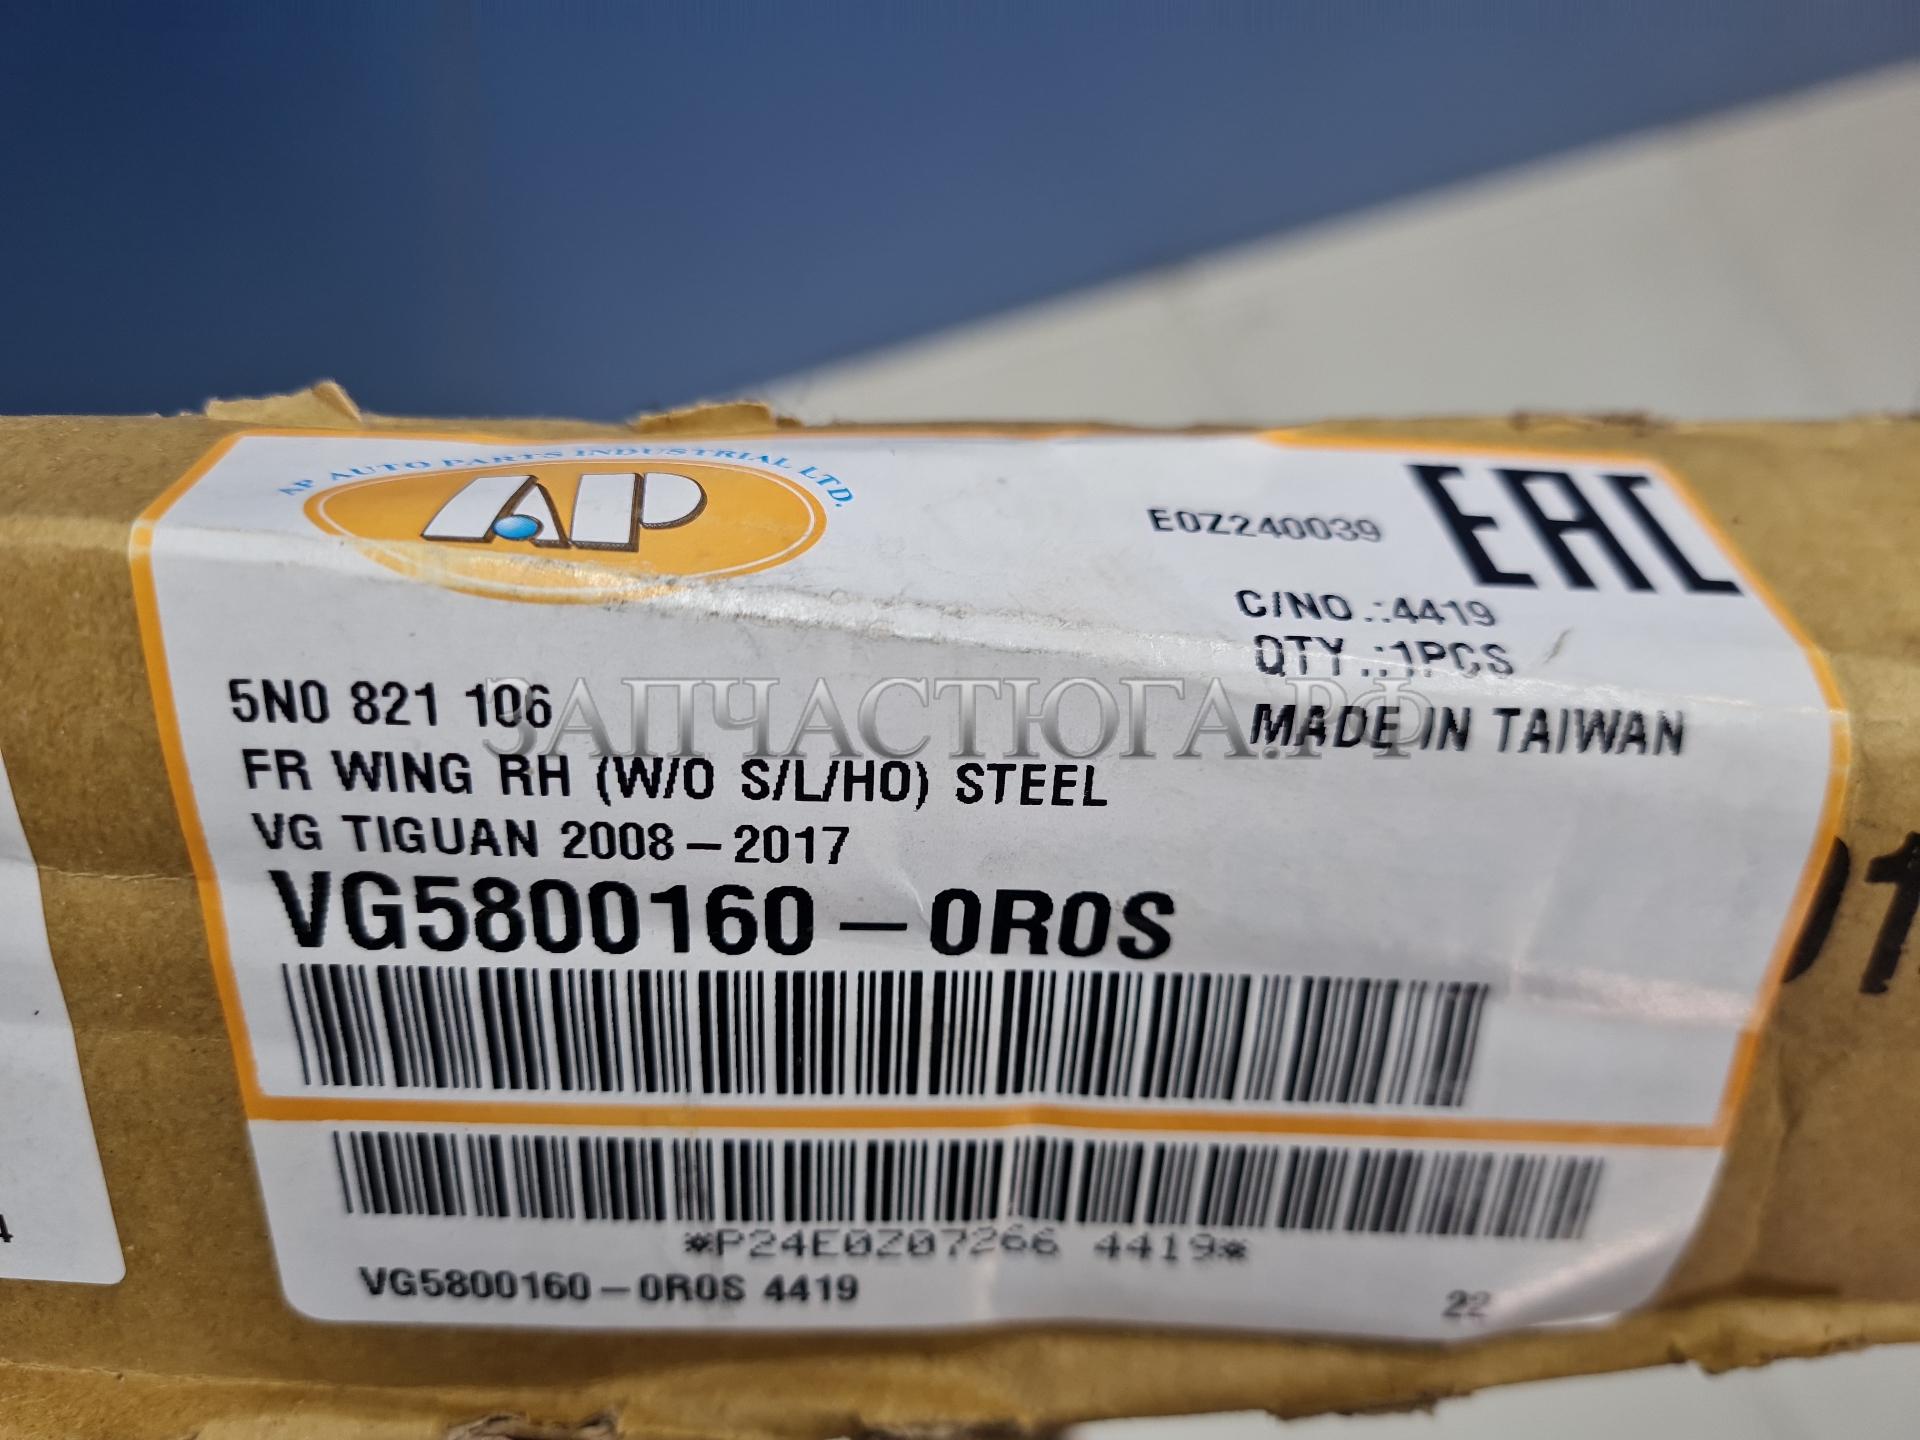 AP AUTO PARTS INDUSTRIAL LTD.
AP
E0Z240039
EAC
C/NO.:4419
QTY.:1PCS
MADE IN TAIWAN
5N0 821 106
ЗАПЧАСТЮГА.РФ
FR WING RH (W/O S/L/HO) STEEL
VG TIGUAN 2008-2017
VG5800160-0R0S
*P24E0Z07266 4419*
VG5800160-0R0S 4419
22
4